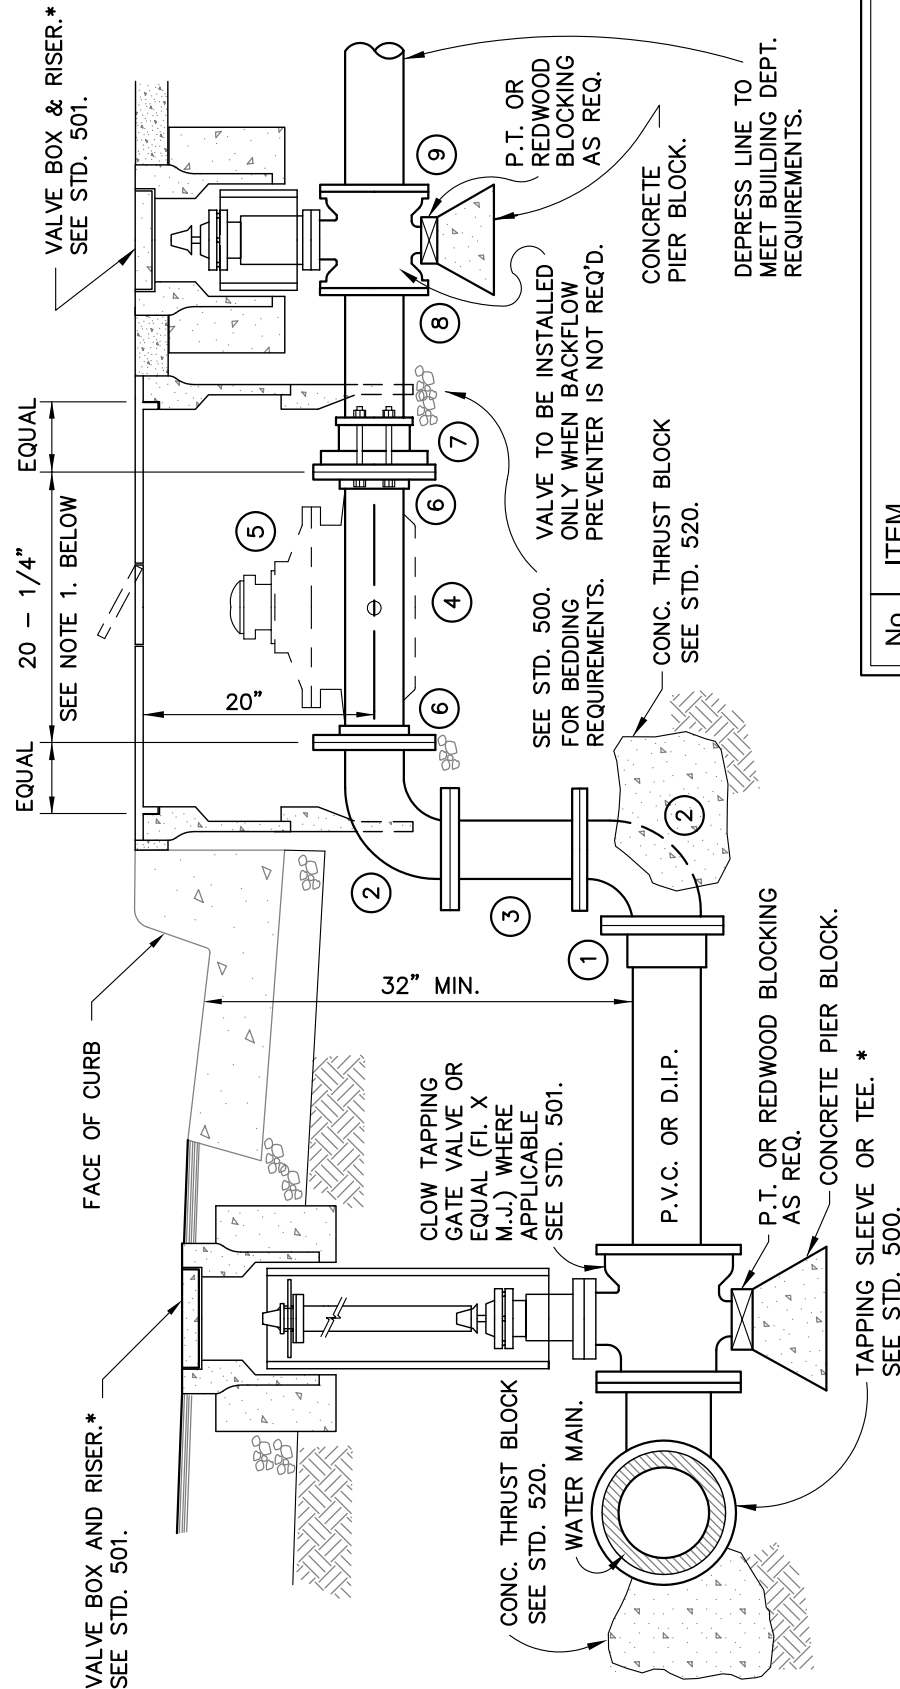 VALVE BOX AND RISER.*
SEE STD. 501.
FACE OF CURB
EQUAL
20 - 1/4"
EQUAL
SEE NOTE 1. BELOW
VALVE BOX & RISER.*
SEE STD. 501.
20"
32" MIN.
5
2
6
4
6
7
8
9
3
1
2
P.T. OR
REDWOOD
BLOCKING
AS REQ.
VALVE TO BE INSTALLED
ONLY WHEN BACKFLOW
PREVENTER IS NOT REQ'D.
CONCRETE
PIER BLOCK.
DEPRESS LINE TO
MEET BUILDING DEPT.
REQUIREMENTS.
SEE STD. 500.
FOR BEDDING
REQUIREMENTS.
CONC. THRUST BLOCK
SEE STD. 520.
CLOW TAPPING
GATE VALVE OR
EQUAL (Fl. X
M.J.) WHERE
APPLICABLE
SEE STD. 501.
P.V.C. OR D.I.P.
CONC. THRUST BLOCK
SEE STD. 520.
WATER MAIN.
P.T. OR REDWOOD BLOCKING
AS REQ.
CONCRETE PIER BLOCK.
TAPPING SLEEVE OR TEE. *
SEE STD. 500.
No. ITEM